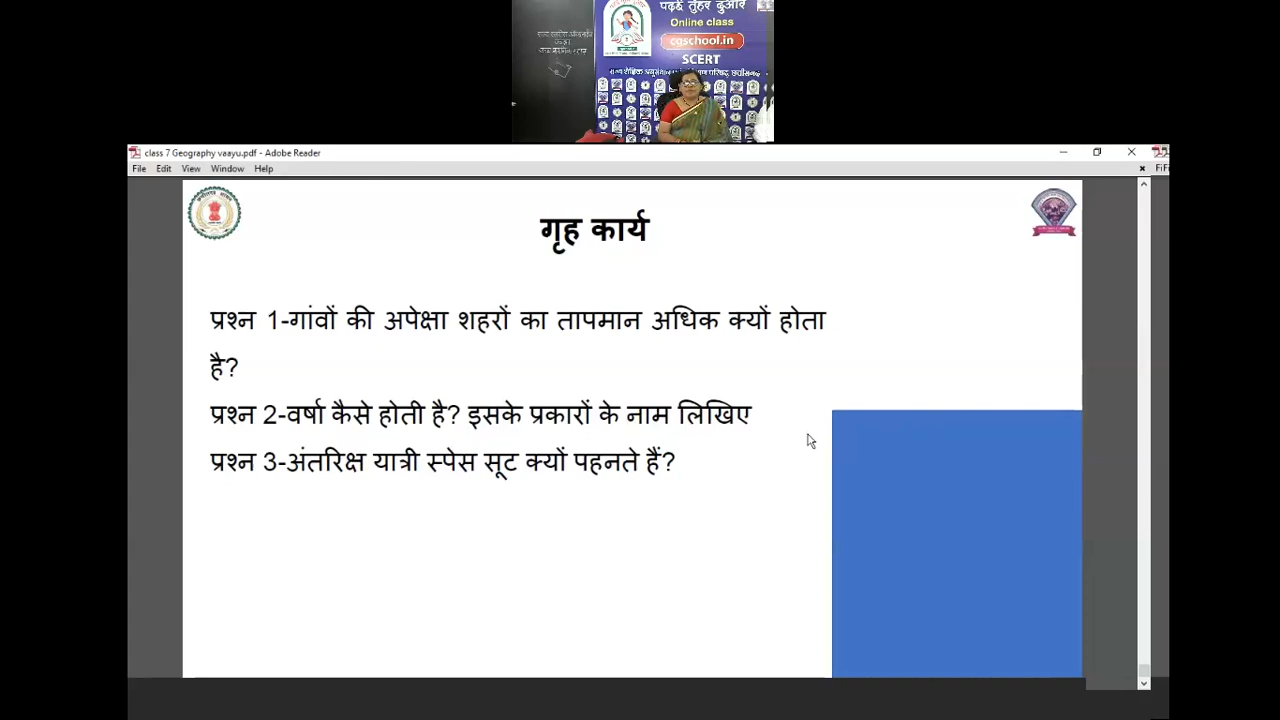 पढ़ई तुंहर दुआर
Online class
cgschool.in
SCERT
class 7 Geography vaayu.pdf - Adobe Reader
File Edit View Window Help
गृह कार्य
प्रश्न 1-गांवों की अपेक्षा शहरों का तापमान अधिक क्यों होता
है?
प्रश्न 2-वर्षा कैसे होती है? इसके प्रकारों के नाम लिखिए
प्रश्न 3-अंतरिक्ष यात्री स्पेस सूट क्यों पहनते हैं?